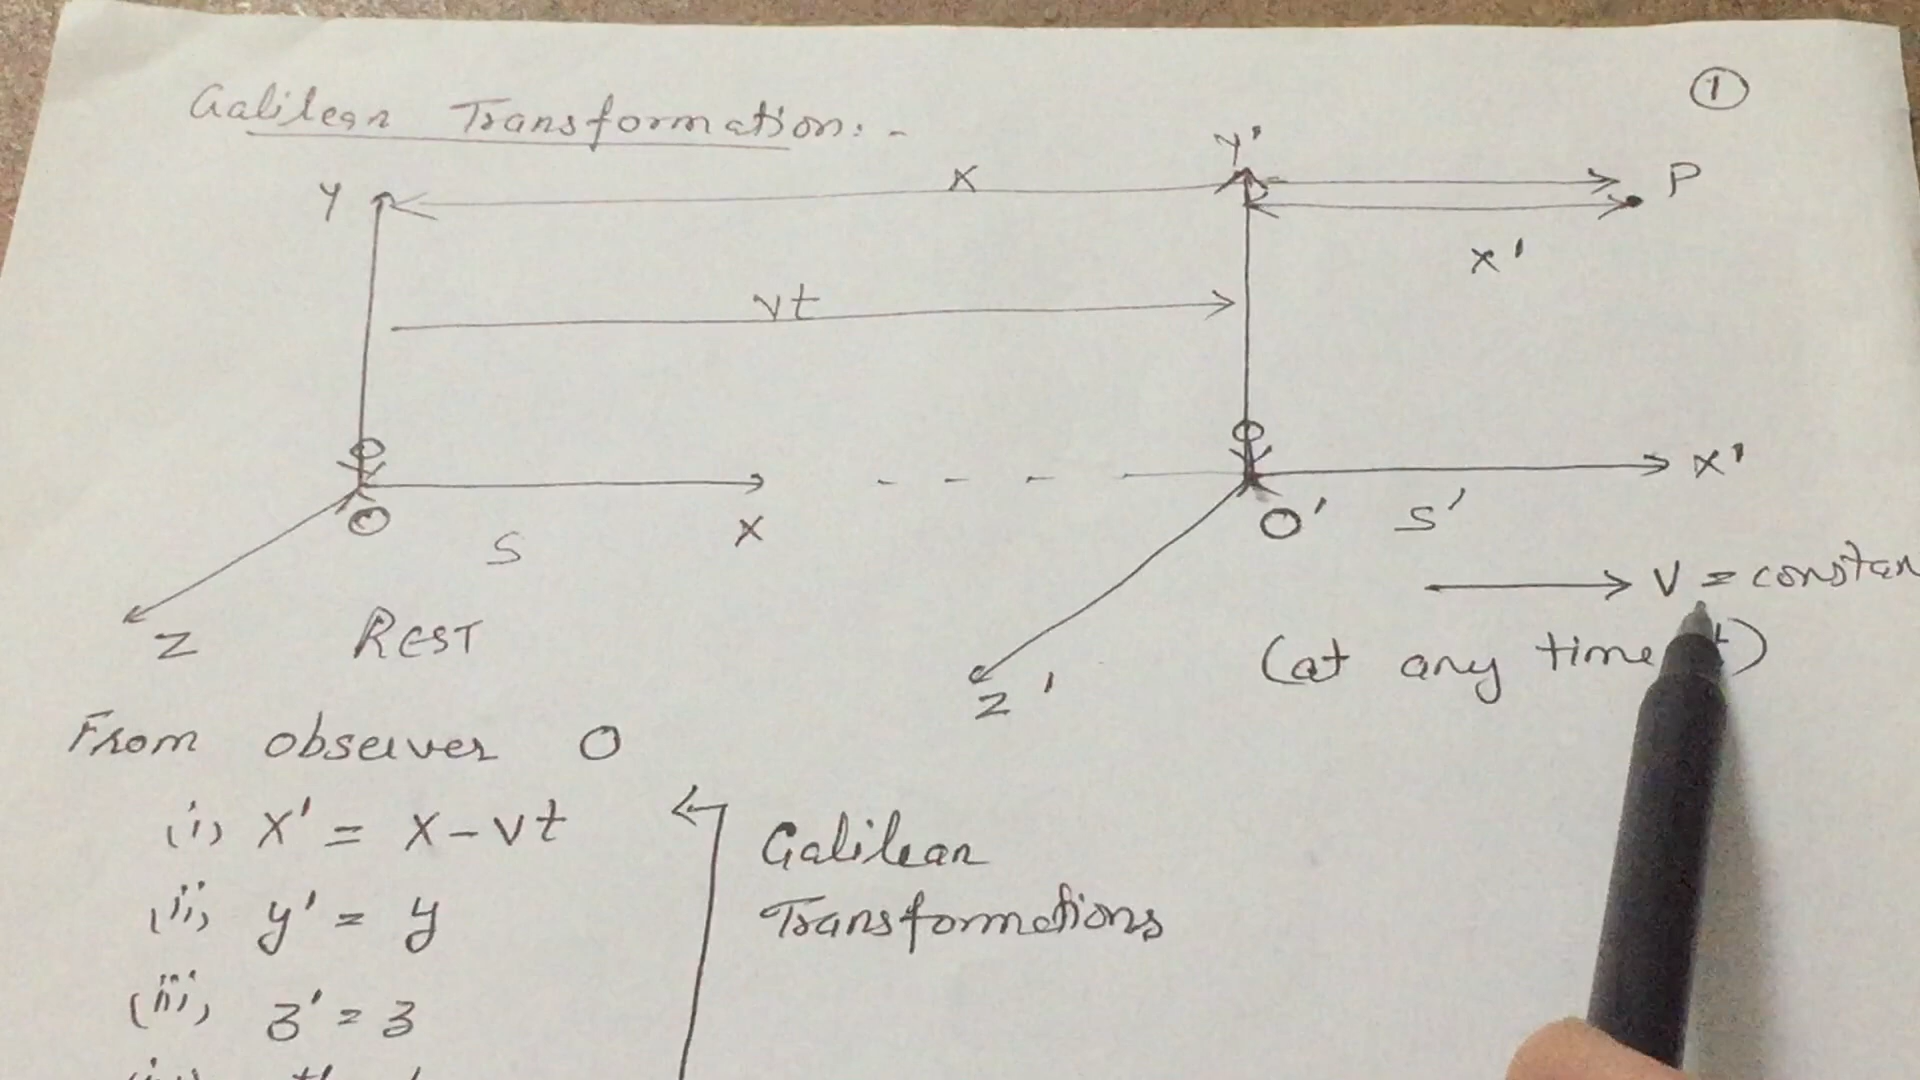 Galilean Transformation:-
1
Y
X
Y'
P
X'
vt
X'
O
S
X
O'
S'
V = constan
Z
REST
(at any time t)
Z'
From observer O
(i) X' = X - vt
(ii) y' = y
(iii) z' = z
Galilean
Transformations